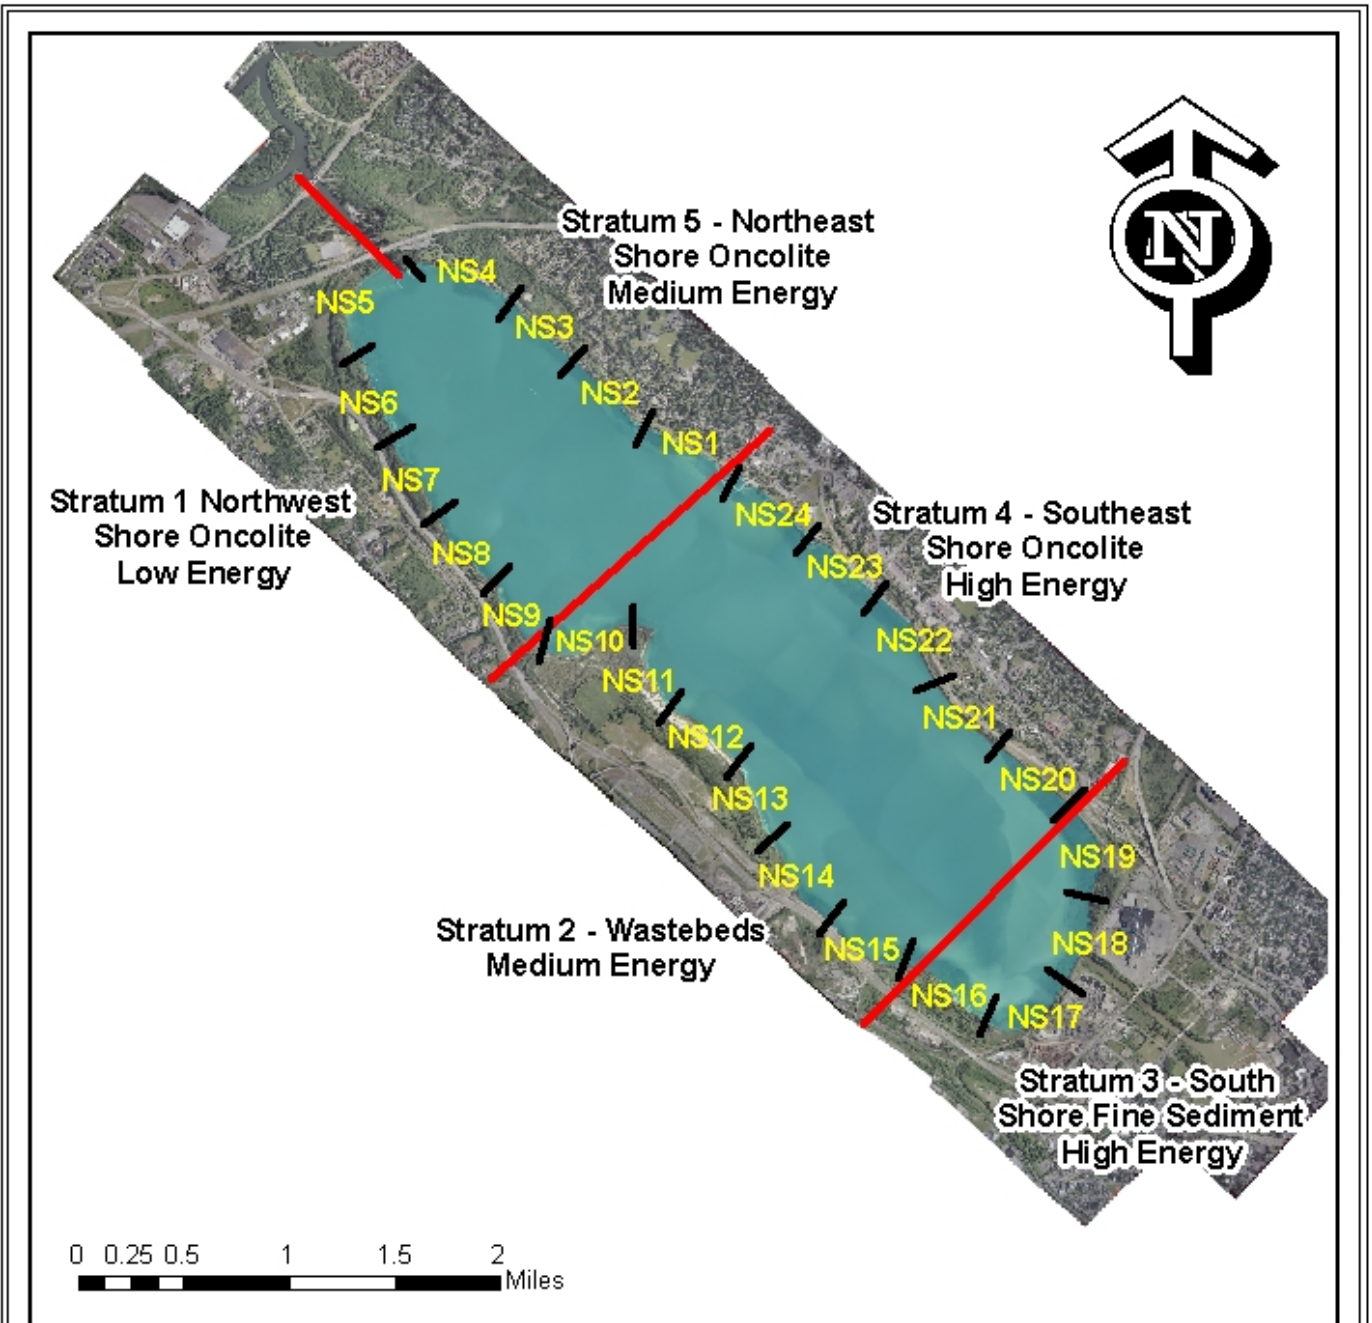 N
Stratum 5 - Northeast
Shore Oncolite
Medium Energy
NS4
NS5
NS3
NS2
NS6
NS1
NS7
Stratum 1 Northwest
Shore Oncolite
Low Energy
NS24
Stratum 4 - Southeast
Shore Oncolite
High Energy
NS8
NS23
NS9
NS10
NS22
NS11
NS21
NS12
NS20
NS13
NS19
NS14
Stratum 2 - Wastebeds
Medium Energy
NS15
NS18
NS16
NS17
Stratum 3 - South
Shore Fine Sediment
High Energy
0 0.25 0.5 1 1.5 2
Miles